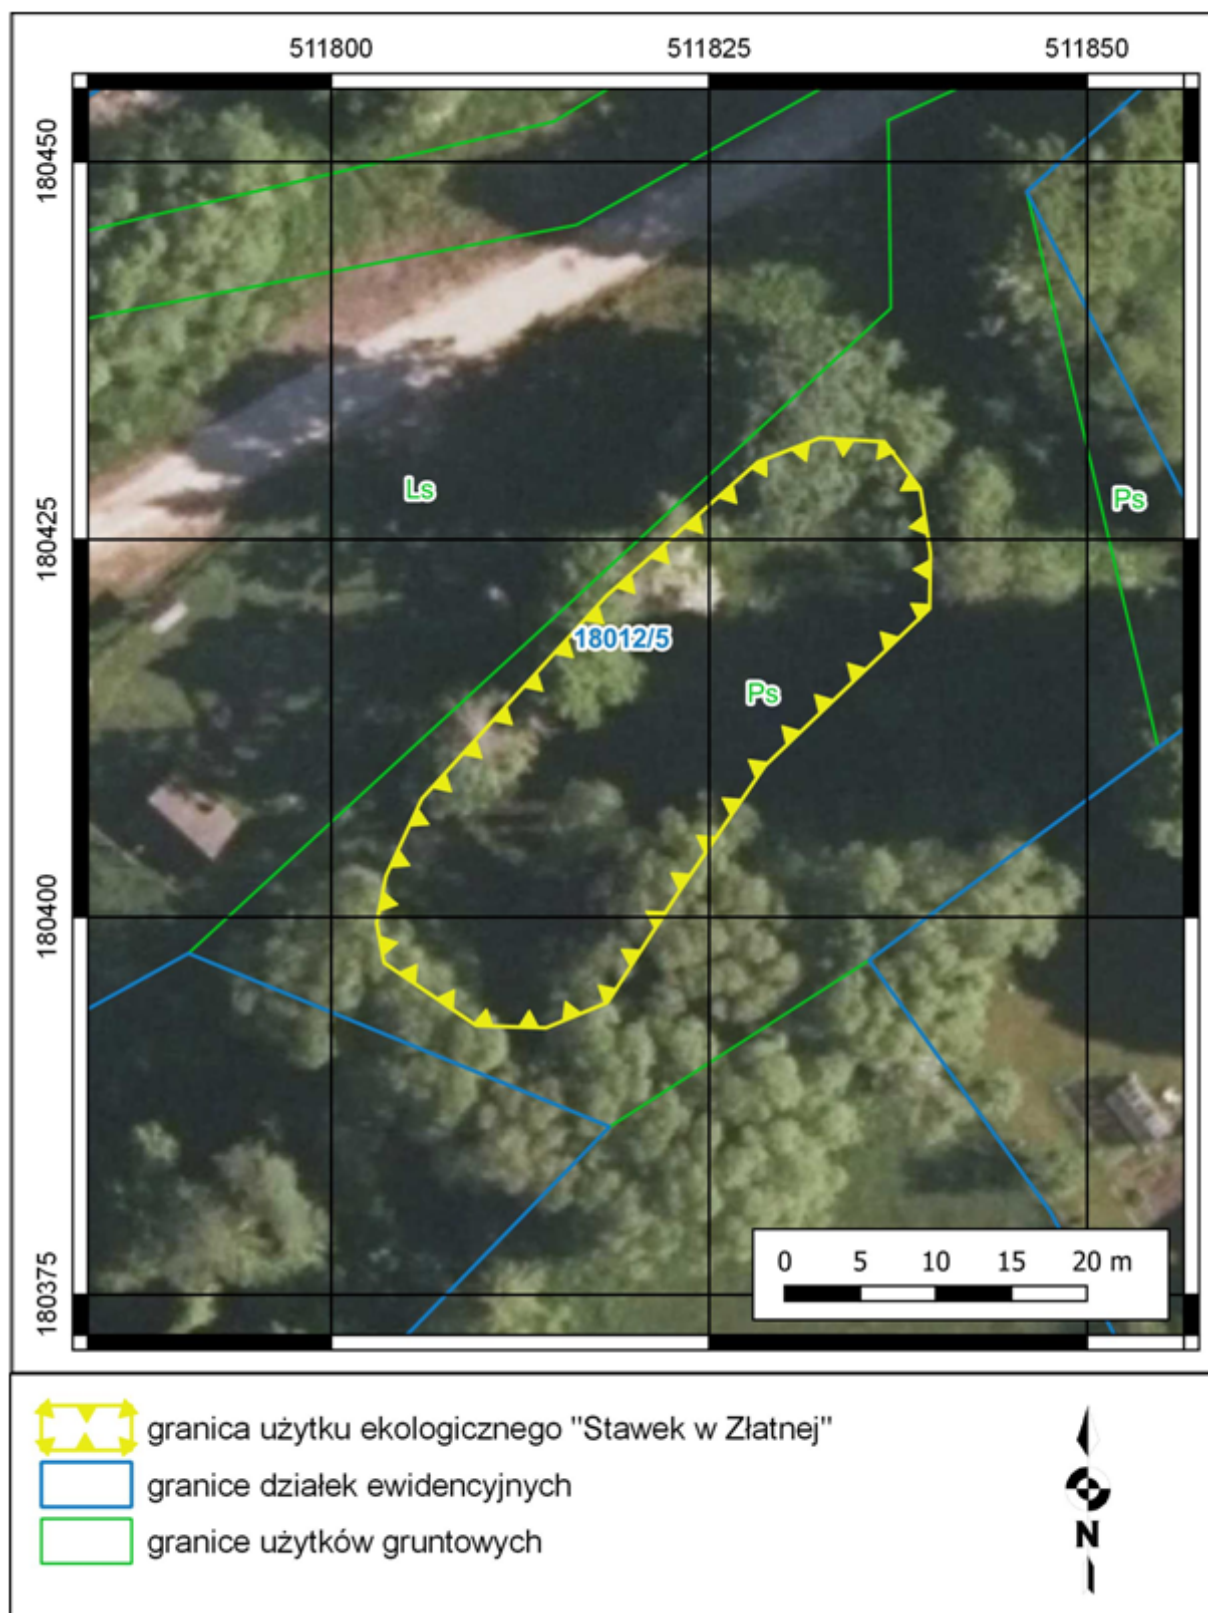 511800 511825 511850
180450
Ls
Ps
180425
18012/5
Ps
180400
180375
0 5 10 15 20 m
granica użytku ekologicznego "Stawek w Złatnej"
granice działek ewidencyjnych
granice użytków gruntowych
N